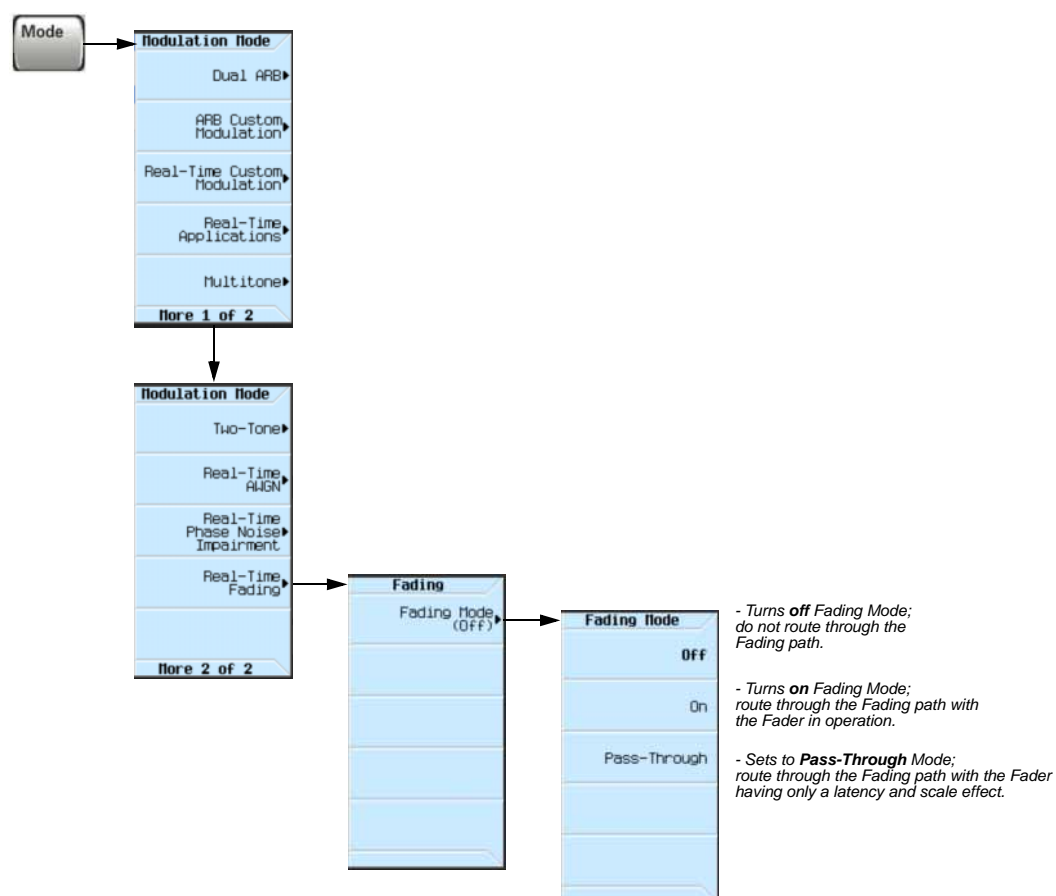 Mode
Modulation Mode
Dual ARB
ARB Custom
Modulation
Real-Time Custom
Modulation
Real-Time
Applications
Multitone
More 1 of 2
Modulation Mode
Two-Tone
Real-Time
AWGN
Real-Time
Phase Noise
Impairment
Real-Time
Fading
More 2 of 2
Fading
Fading Mode
(Off)
Fading Mode
Off
On
Pass-Through
- Turns off Fading Mode;
do not route through the
Fading path.
- Turns on Fading Mode;
route through the Fading path with
the Fader in operation.
- Sets to Pass-Through Mode;
route through the Fading path with the Fader
having only a latency and scale effect.